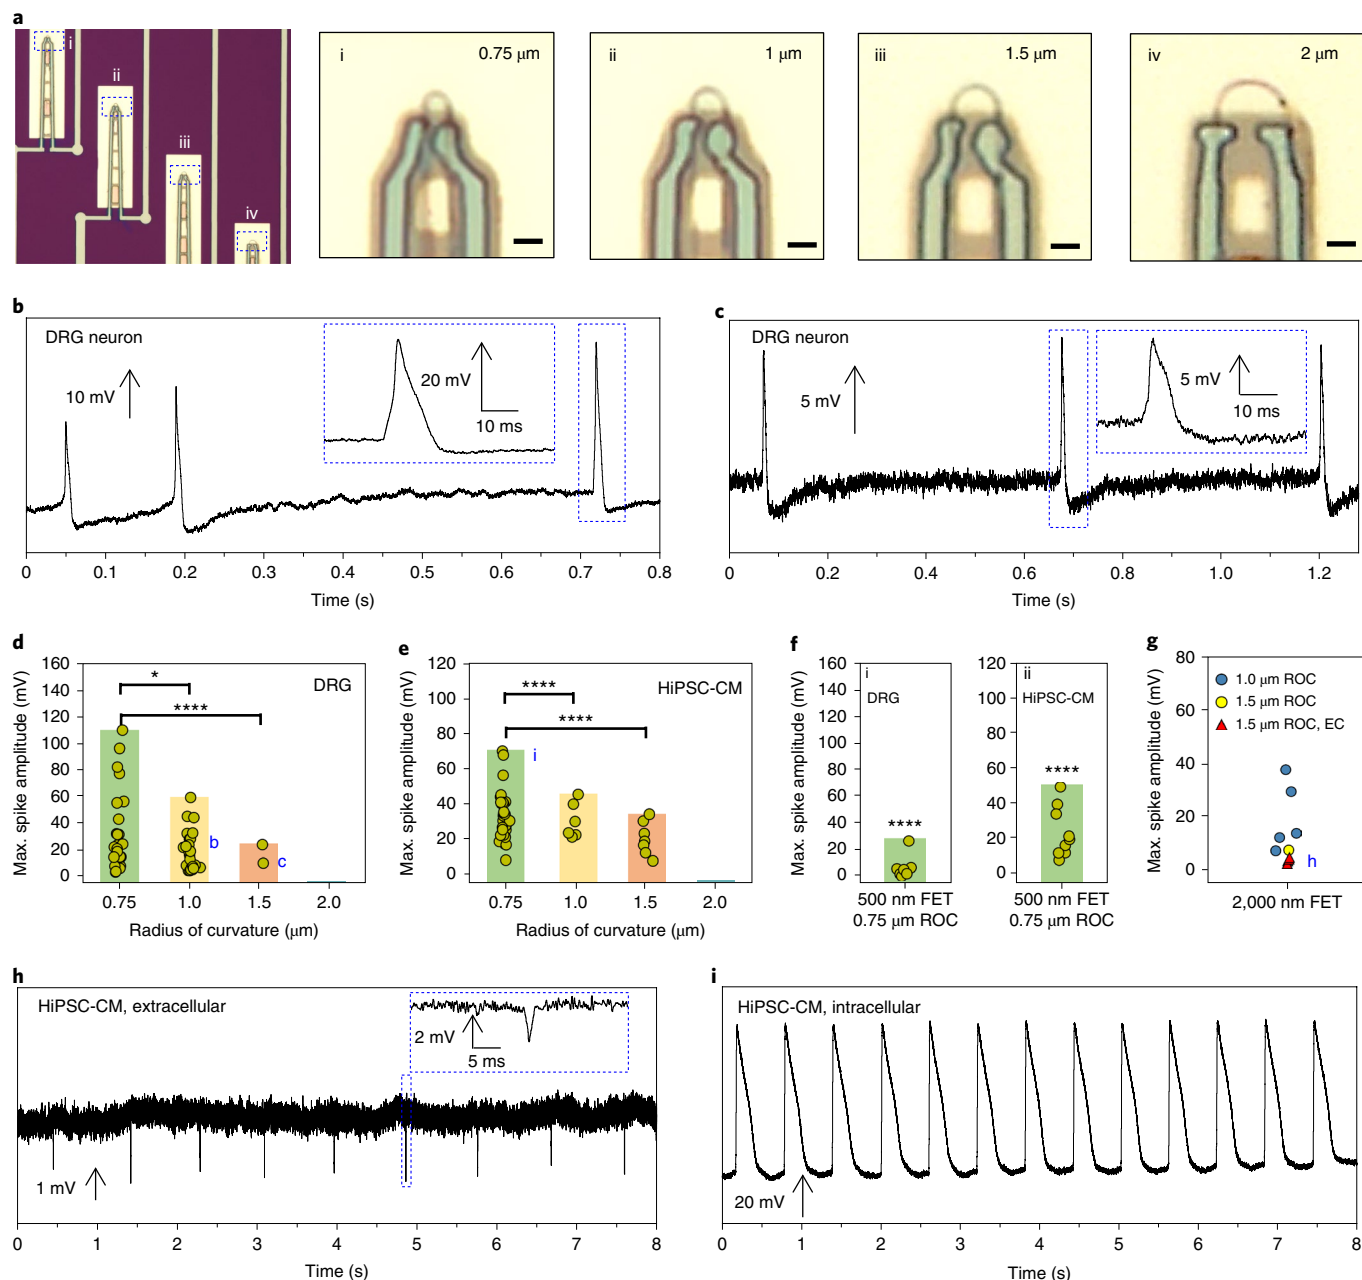 a
i
ii
iii
iv
i 0.75 μm
ii 1 μm
iii 1.5 μm
iv 2 μm
b
DRG neuron
10 mV
20 mV
10 ms
0 0.1 0.2 0.3 0.4 0.5 0.6 0.7 0.8
Time (s)
c
DRG neuron
5 mV
5 mV
10 ms
0 0.2 0.4 0.6 0.8 1.0 1.2
Time (s)
d
Max. spike amplitude (mV)
160
140
120
100
80
60
40
20
0
DRG
*
****
b
c
0.75 1.0 1.5 2.0
Radius of curvature (μm)
e
Max. spike amplitude (mV)
120
100
80
60
40
20
0
HiPSC-CM
****
****
i
0.75 1.0 1.5 2.0
Radius of curvature (μm)
f
Max. spike amplitude (mV)
160
140
120
100
80
60
40
20
0
i
DRG
****
500 nm FET
0.75 μm ROC
120
100
80
60
40
20
0
ii
HiPSC-CM
****
500 nm FET
0.75 μm ROC
g
Max. spike amplitude (mV)
80
60
40
20
0
1.0 μm ROC
1.5 μm ROC
1.5 μm ROC, EC
h
2,000 nm FET
h
HiPSC-CM, extracellular
2 mV
5 ms
1 mV
0 1 2 3 4 5 6 7 8
Time (s)
i
HiPSC-CM, intracellular
20 mV
0 1 2 3 4 5 6 7 8
Time (s)